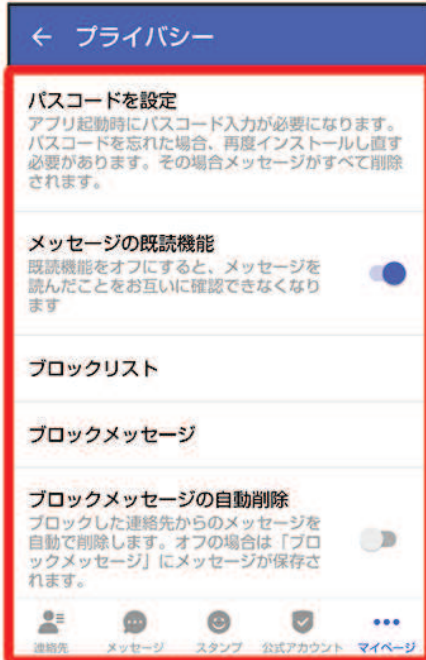 ← プライバシー
パスコードを設定
アプリ起動時にパスコード入力が必要になります。
パスコードを忘れた場合、再度インストールし直す
必要があります。その場合メッセージがすべて削除
されます。
メッセージの既読機能
既読機能をオフにすると、メッセージを
読んだことをお互いに確認できなくなり
ます
ブロックリスト
ブロックメッセージ
ブロックメッセージの自動削除
ブロックした連絡先からのメッセージを
自動で削除します。オフの場合は「ブロ
ックメッセージ」にメッセージが保存さ
れます。
連絡先 メッセージ スタンプ 公式アカウント マイページ